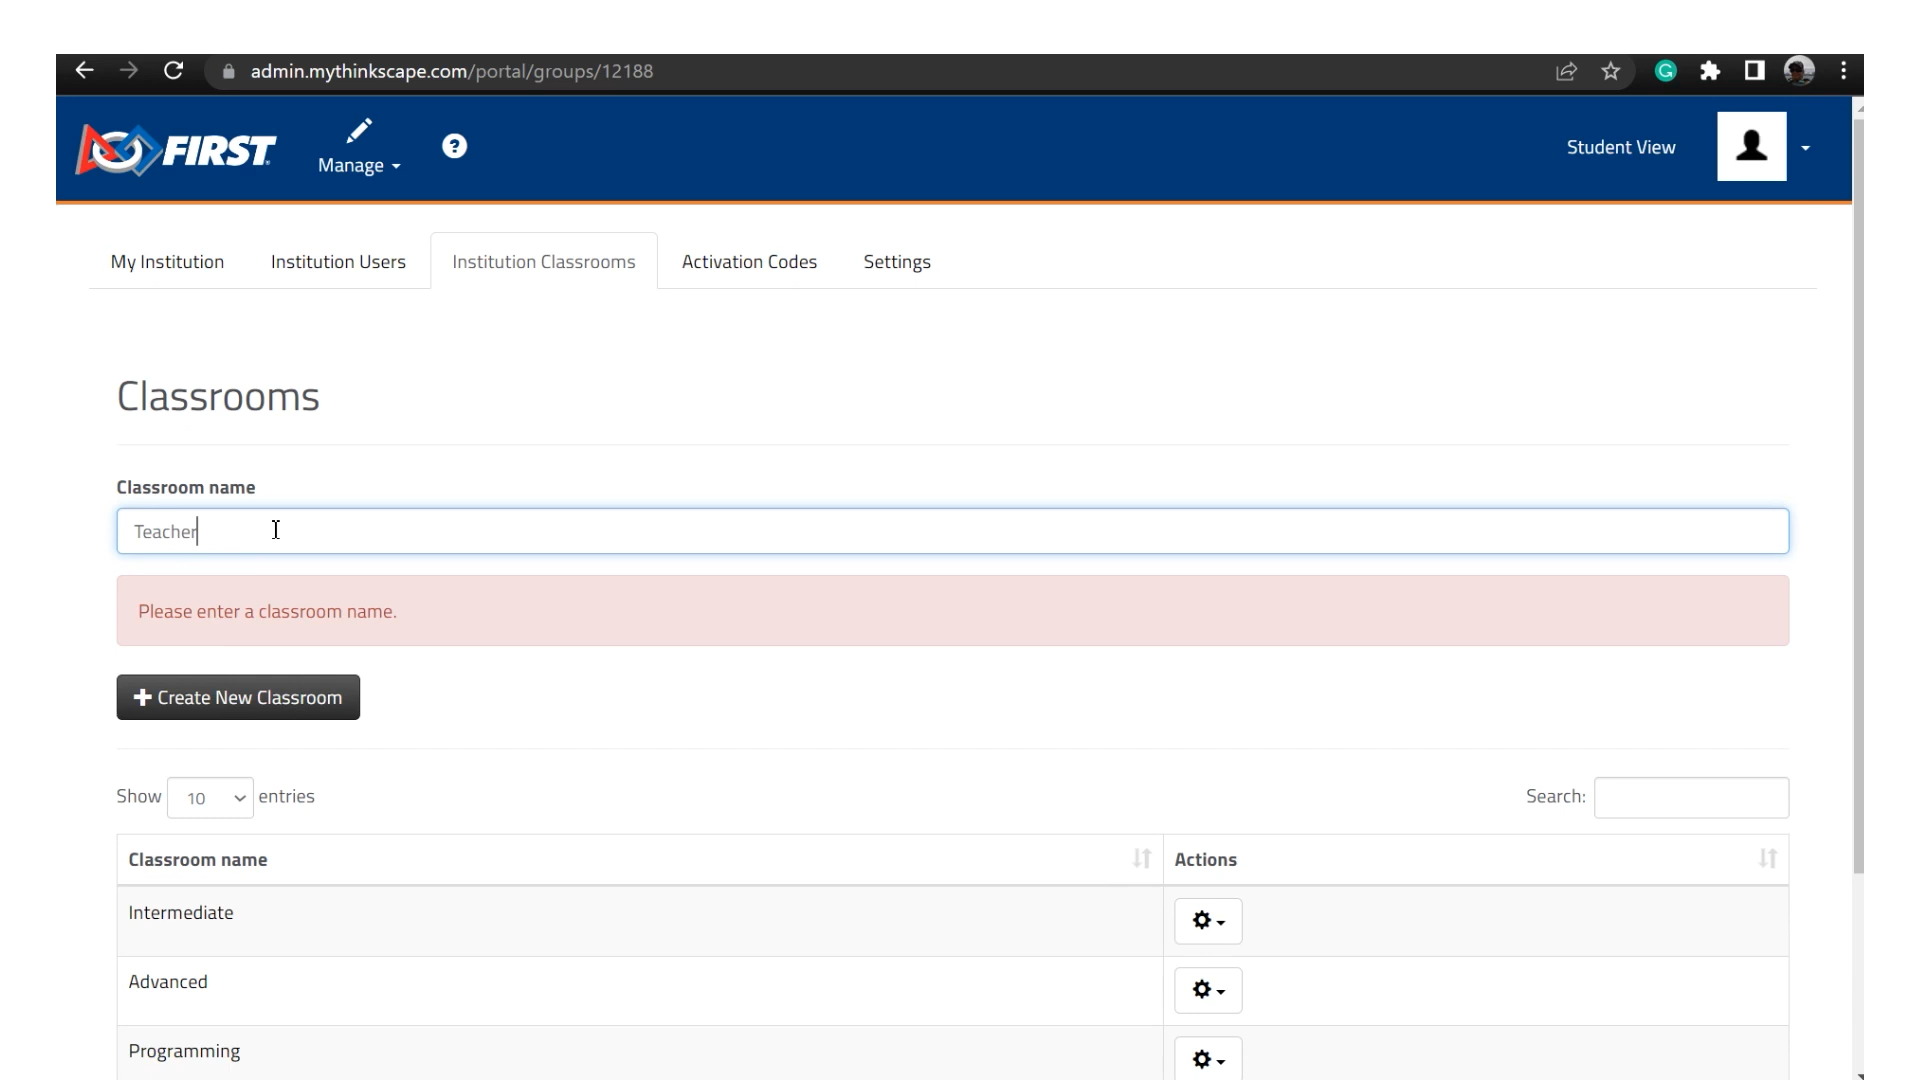 admin.mythinkscape.com/portal/groups/12188
G
FIRST
Manage
?
Student View
My Institution
Institution Users
Institution Classrooms
Activation Codes
Settings
Classrooms
Classroom name
Teacher
Please enter a classroom name.
Create New Classroom
Show 10 entries
Search:
Classroom name
Actions
Intermediate
Advanced
Programming